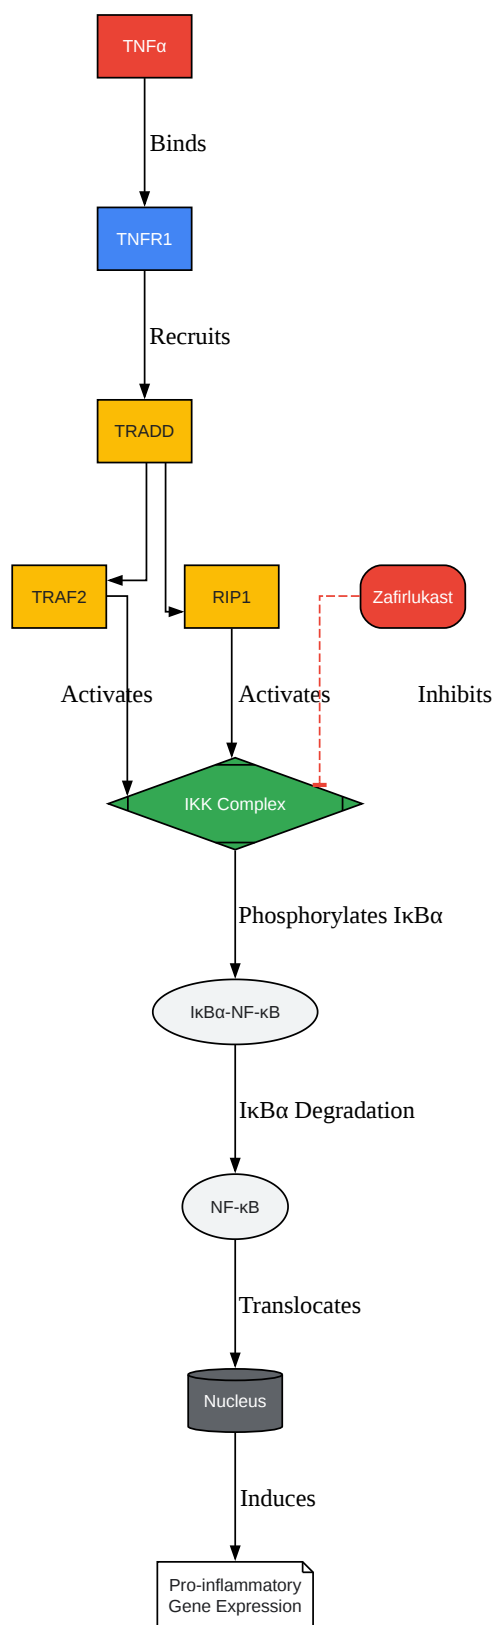 TNFα
Binds
TNFR1
Recruits
TRADD
TRAF2
RIP1
Zafirlukast
Activates
Activates
Inhibits
IKK Complex
Phosphorylates IκBα
IκBα-NF-κB
IκBα Degradation
NF-κB
Translocates
Nucleus
Induces
Pro-inflammatory
Gene Expression